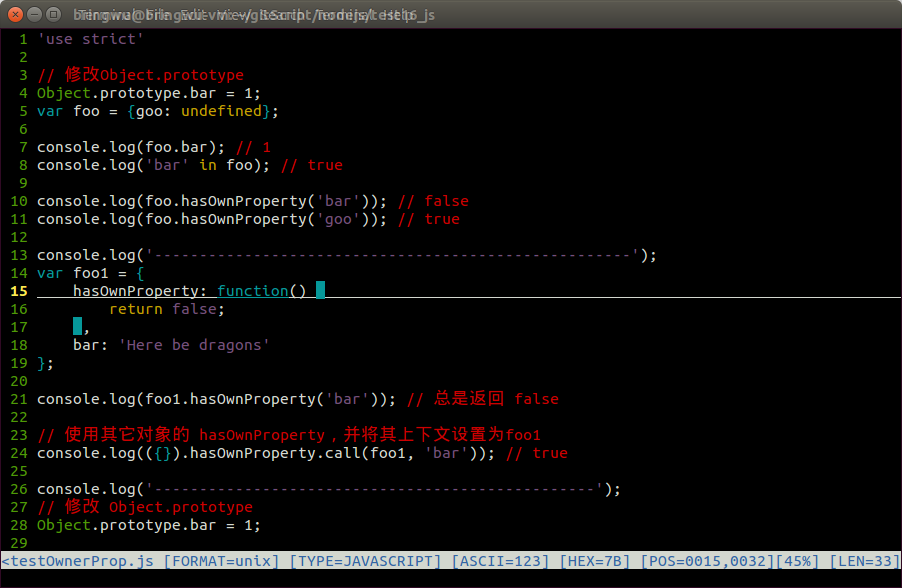 1 'use strict'
2
3 // 修改Object.prototype
4 Object.prototype.bar = 1;
5 var foo = {goo: undefined};
6
7 console.log(foo.bar); // 1
8 console.log('bar' in foo); // true
9
10 console.log(foo.hasOwnProperty('bar')); // false
11 console.log(foo.hasOwnProperty('goo')); // true
12
13 console.log('-----------------------------------------------------');
14 var foo1 = {
15     hasOwnProperty: function()
16         return false;
17     ,
18     bar: 'Here be dragons'
19 };
20
21 console.log(foo1.hasOwnProperty('bar')); // 总是返回 false
22
23 // 使用其它对象的 hasOwnProperty，并将其上下文设置为foo1
24 console.log(({}).hasOwnProperty.call(foo1, 'bar')); // true
25
26 console.log('-------------------------------------------------');
27 // 修改 Object.prototype
28 Object.prototype.bar = 1;
29
<testOwnerProp.js [FORMAT=unix] [TYPE=JAVASCRIPT] [ASCII=123] [HEX=7B] [POS=0015,0032][45%] [LEN=33]